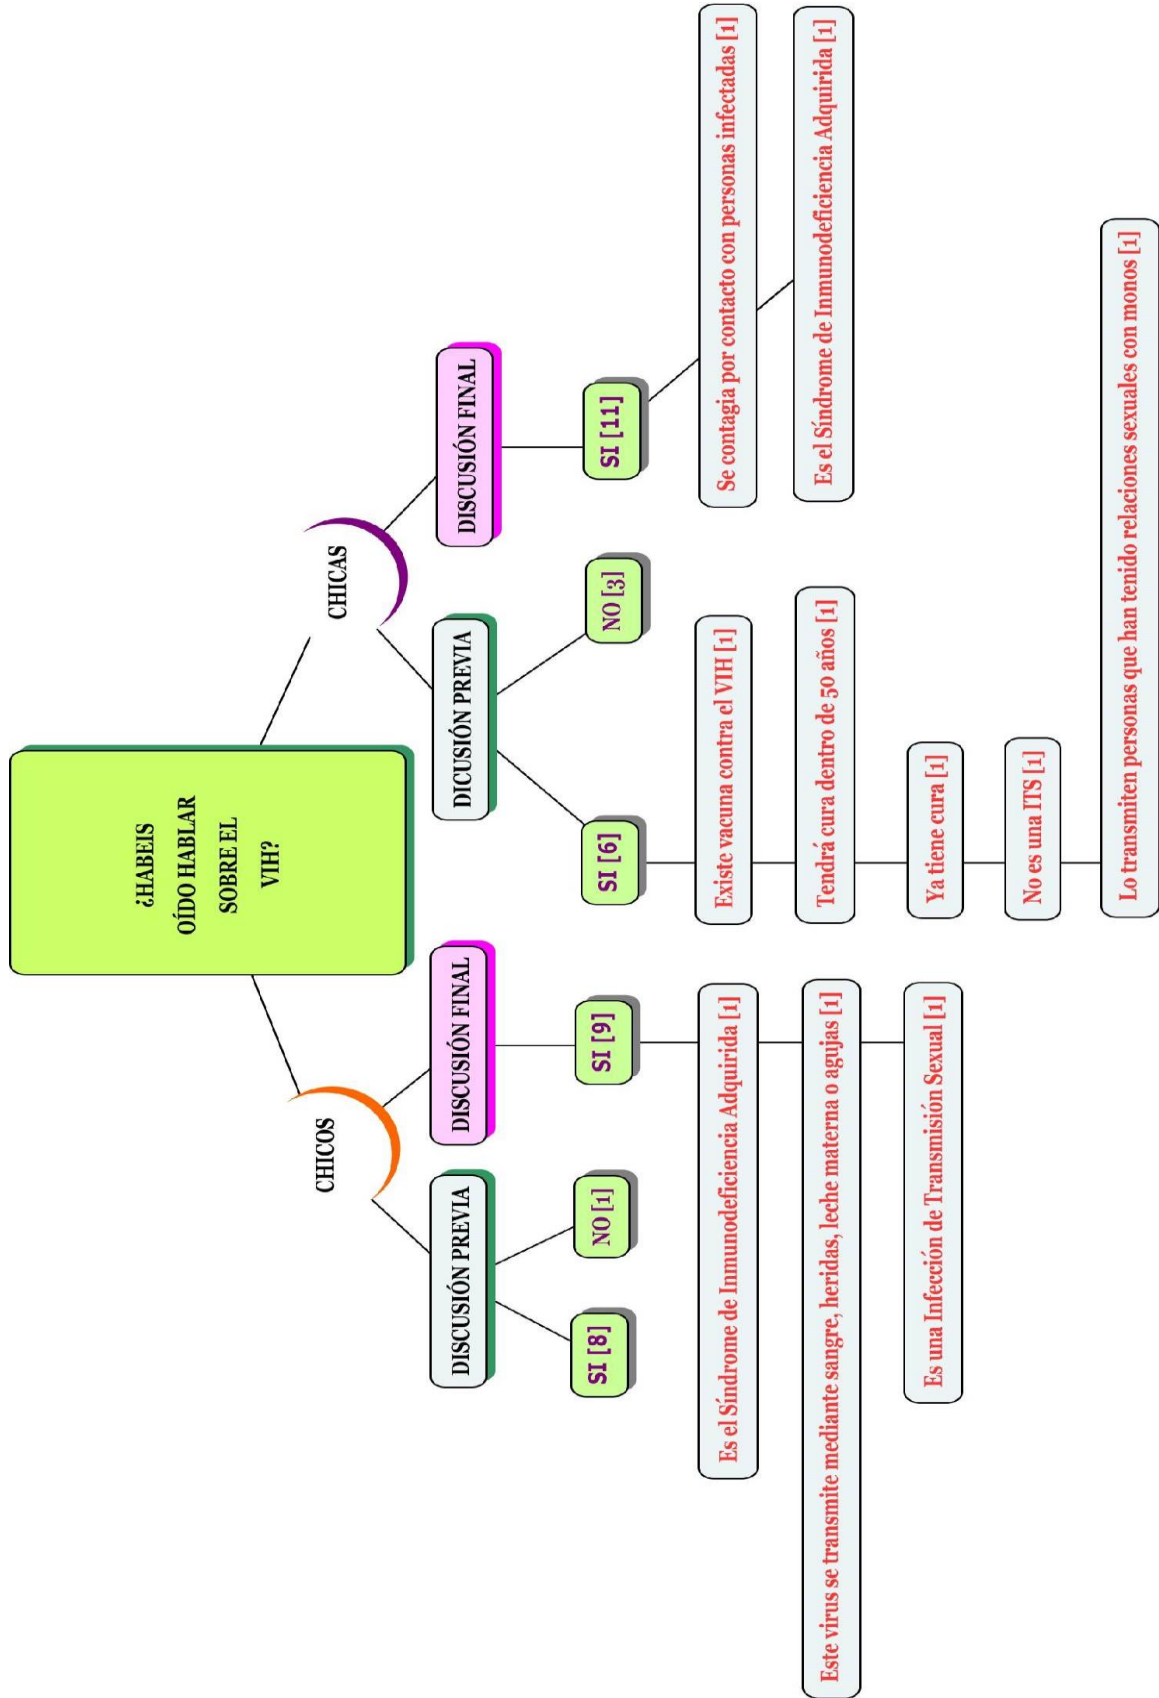 ¿HABEIS
OÍDO HABLAR
SOBRE EL
VIH?
CHICOS
CHICAS
DISCUSIÓN PREVIA
DISCUSIÓN FINAL
DICUSIÓN PREVIA
DISCUSIÓN FINAL
SI [8]
NO [1]
SI [9]
SI [6]
NO [3]
SI [11]
Es el Síndrome de Inmunodeficiencia Adquirida [1]
Este virus se transmite mediante sangre, heridas, leche materna o agujas [1]
Es una Infección de Transmisión Sexual [1]
Existe vacuna contra el VIH [1]
Tendrá cura dentro de 50 años [1]
Ya tiene cura [1]
No es una ITS [1]
Lo transmiten personas que han tenido relaciones sexuales con monos [1]
Se contagia por contacto con personas infectadas [1]
Es el Síndrome de Inmunodeficiencia Adquirida [1]